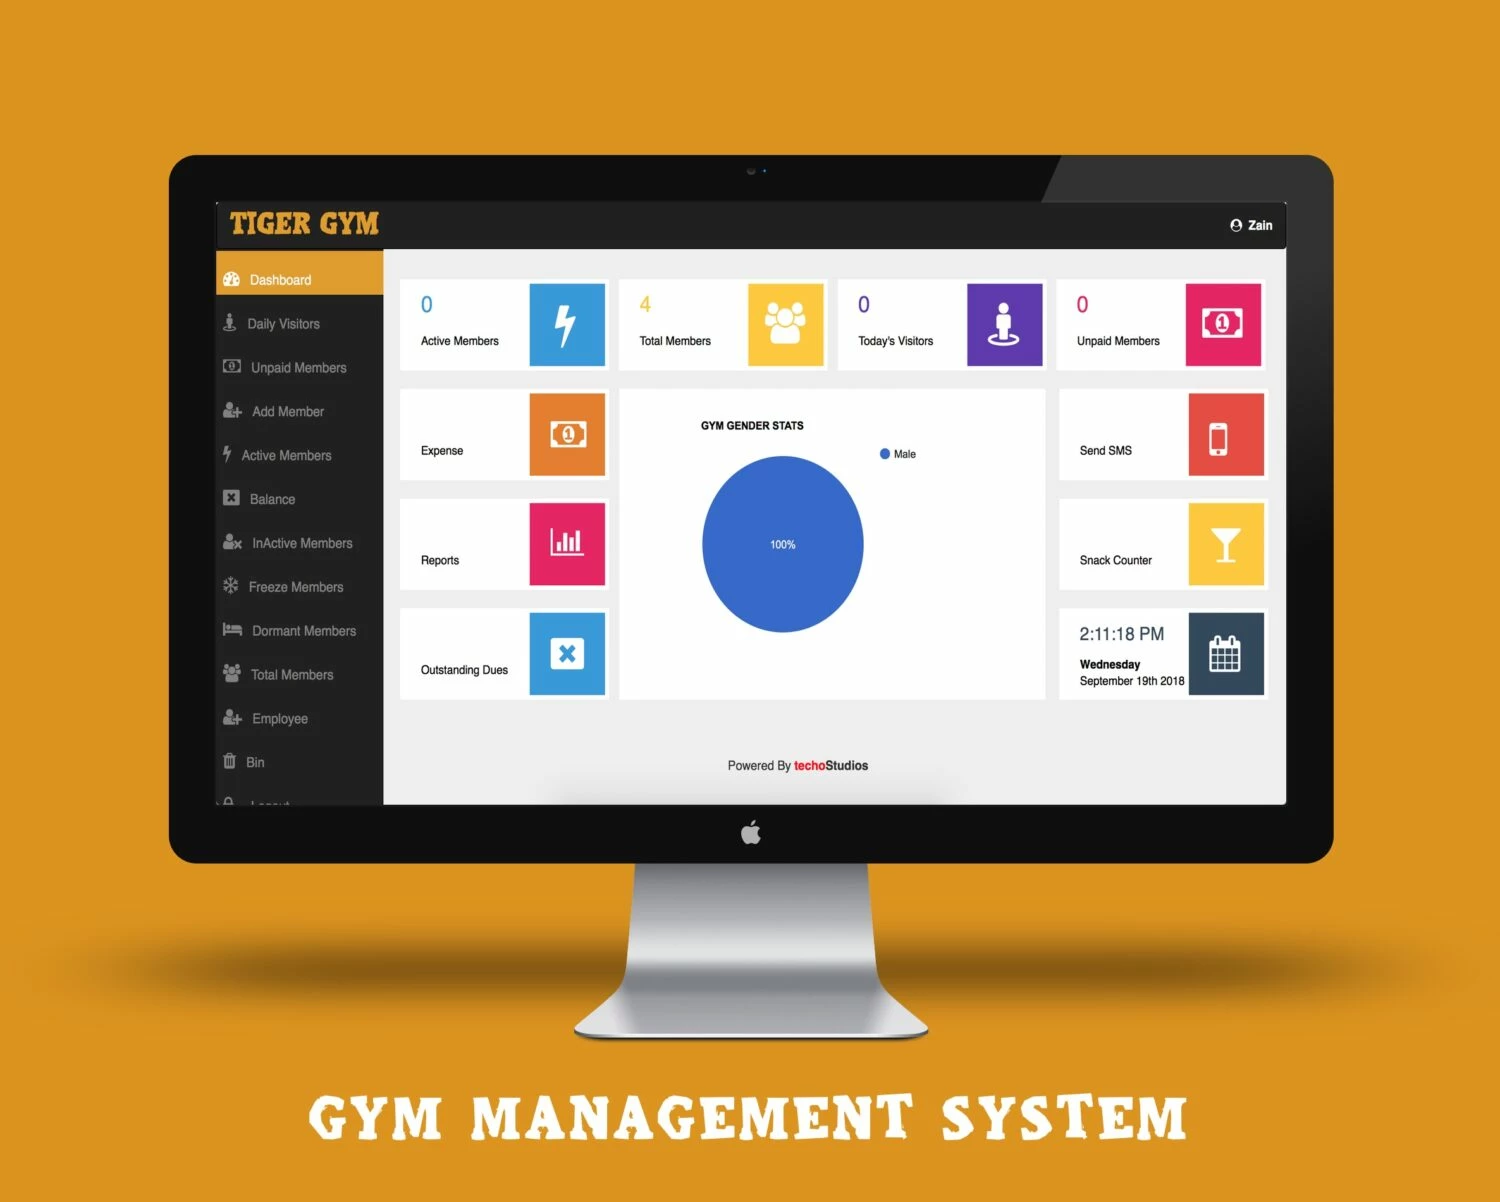 TIGER GYM
Zain
Dashboard
Daily Visitors
Unpaid Members
Add Member
Active Members
Balance
InActive Members
Freeze Members
Dormant Members
Total Members
Employee
Bin
0
Active Members
4
Total Members
0
Today's Visitors
0
Unpaid Members
Expense
Reports
Outstanding Dues
GYM GENDER STATS
Male
100%
Send SMS
Snack Counter
2:11:18 PM
Wednesday
September 19th 2018
Powered By techoStudios
GYM MANAGEMENT SYSTEM